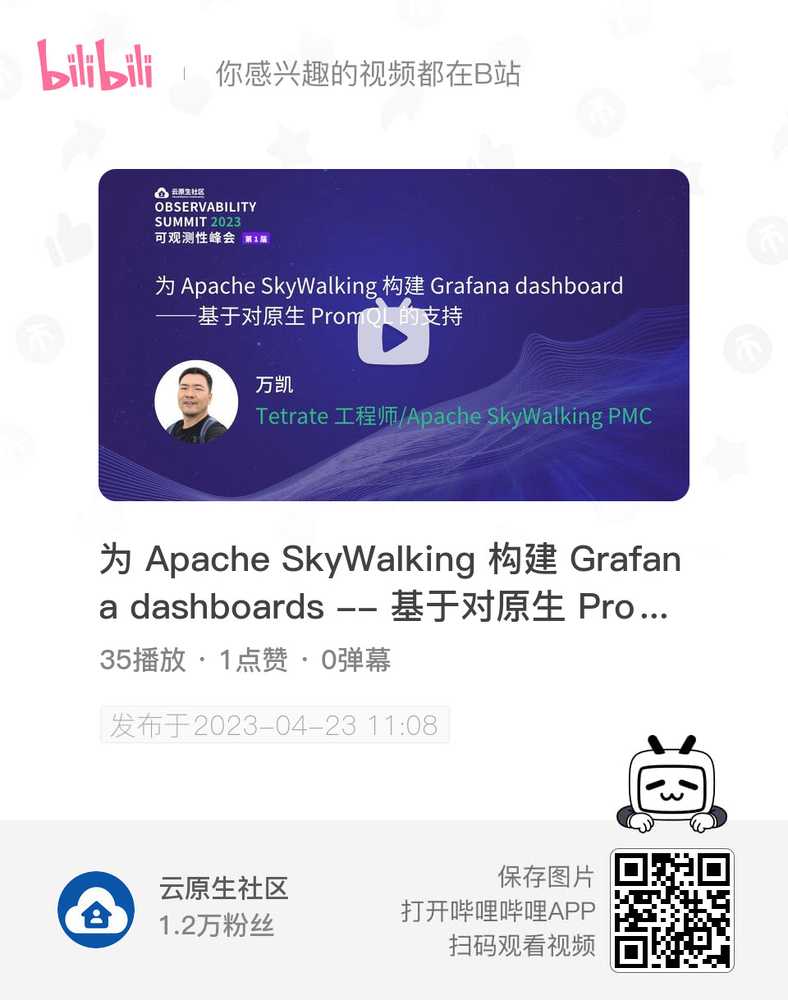 bilibili
你感兴趣的视频都在B站
云原生社区
OBSERVABILITY
SUMMIT 2023
可观测性峰会 第1届
为 Apache SkyWalking 构建 Grafana dashboard
——基于对原生 PromQL 的支持
万凯
Tetrate 工程师/Apache SkyWalking PMC
为 Apache SkyWalking 构建 Grafan
a dashboards -- 基于对原生 Pro...
35播放 · 1点赞 · 0弹幕
发布于2023-04-23 11:08
云原生社区
1.2万粉丝
保存图片
打开哔哩哔哩APP
扫码观看视频